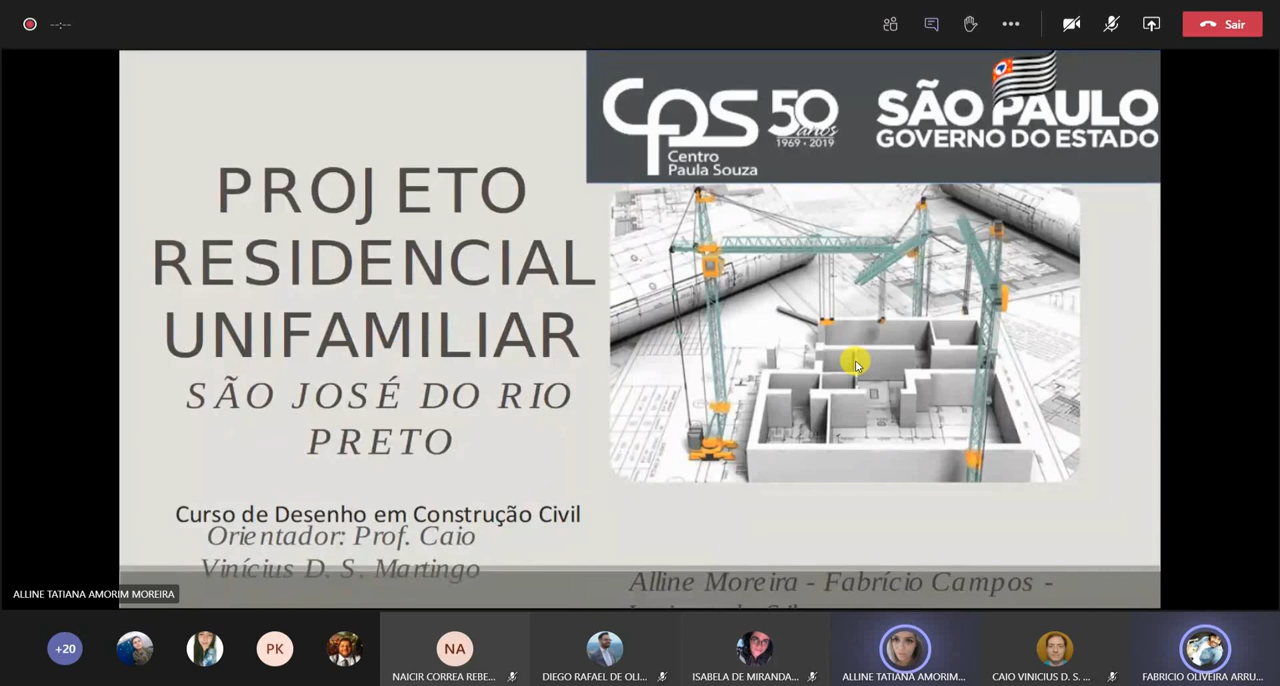 --:--
Sair
CPS 50
anos
1969 • 2019
Centro
Paula Souza
SÃO PAULO
GOVERNO DO ESTADO
PROJETO
RESIDENCIAL
UNIFAMILIAR
SÃO JOSÉ DO RIO
PRETO
Curso de Desenho em Construção Civil
Orientador: Prof. Caio
Vinícius D. S. Martingo
Alline Moreira - Fabrício Campos -
ALLINE TATIANA AMORIM MOREIRA
+20
PK
NA
NAICIR CORREA REBE...
DIEGO RAFAEL DE OLI...
ISABELA DE MIRANDA...
ALLINE TATIANA AMORIM...
CAIO VINICIUS D. S. ...
FABRICIO OLIVEIRA ARRU...